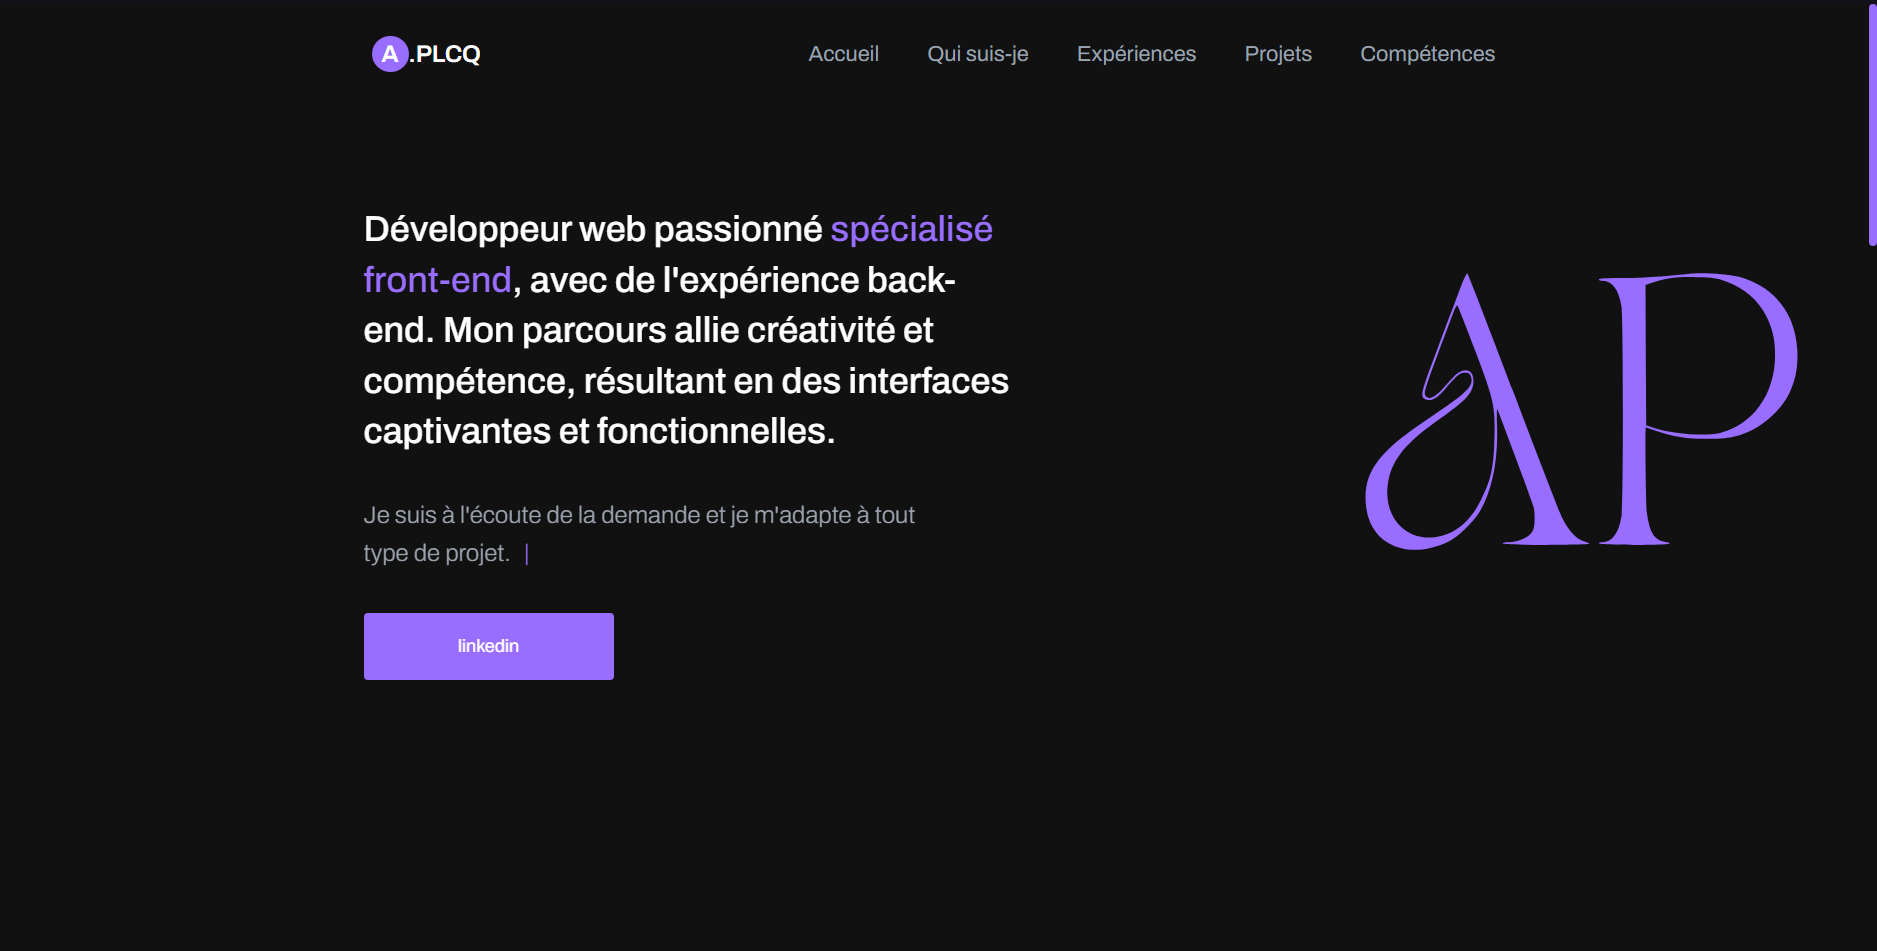 A.PLCQ
Accueil Qui suis-je Expériences Projets Compétences
Développeur web passionné spécialisé
front-end, avec de l'expérience back-
end. Mon parcours allie créativité et
compétence, résultant en des interfaces
captivantes et fonctionnelles.
AP
Je suis à l'écoute de la demande et je m'adapte à tout
type de projet. |
linkedin